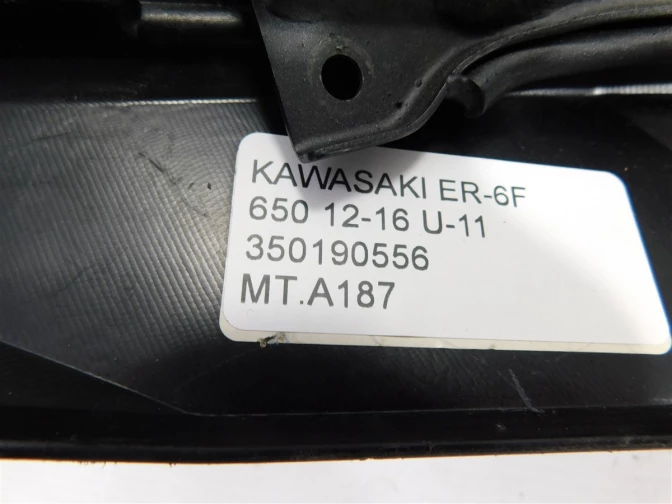 KAWASAKI ER-6F
650 12-16 U-11
350190556
MT.A187